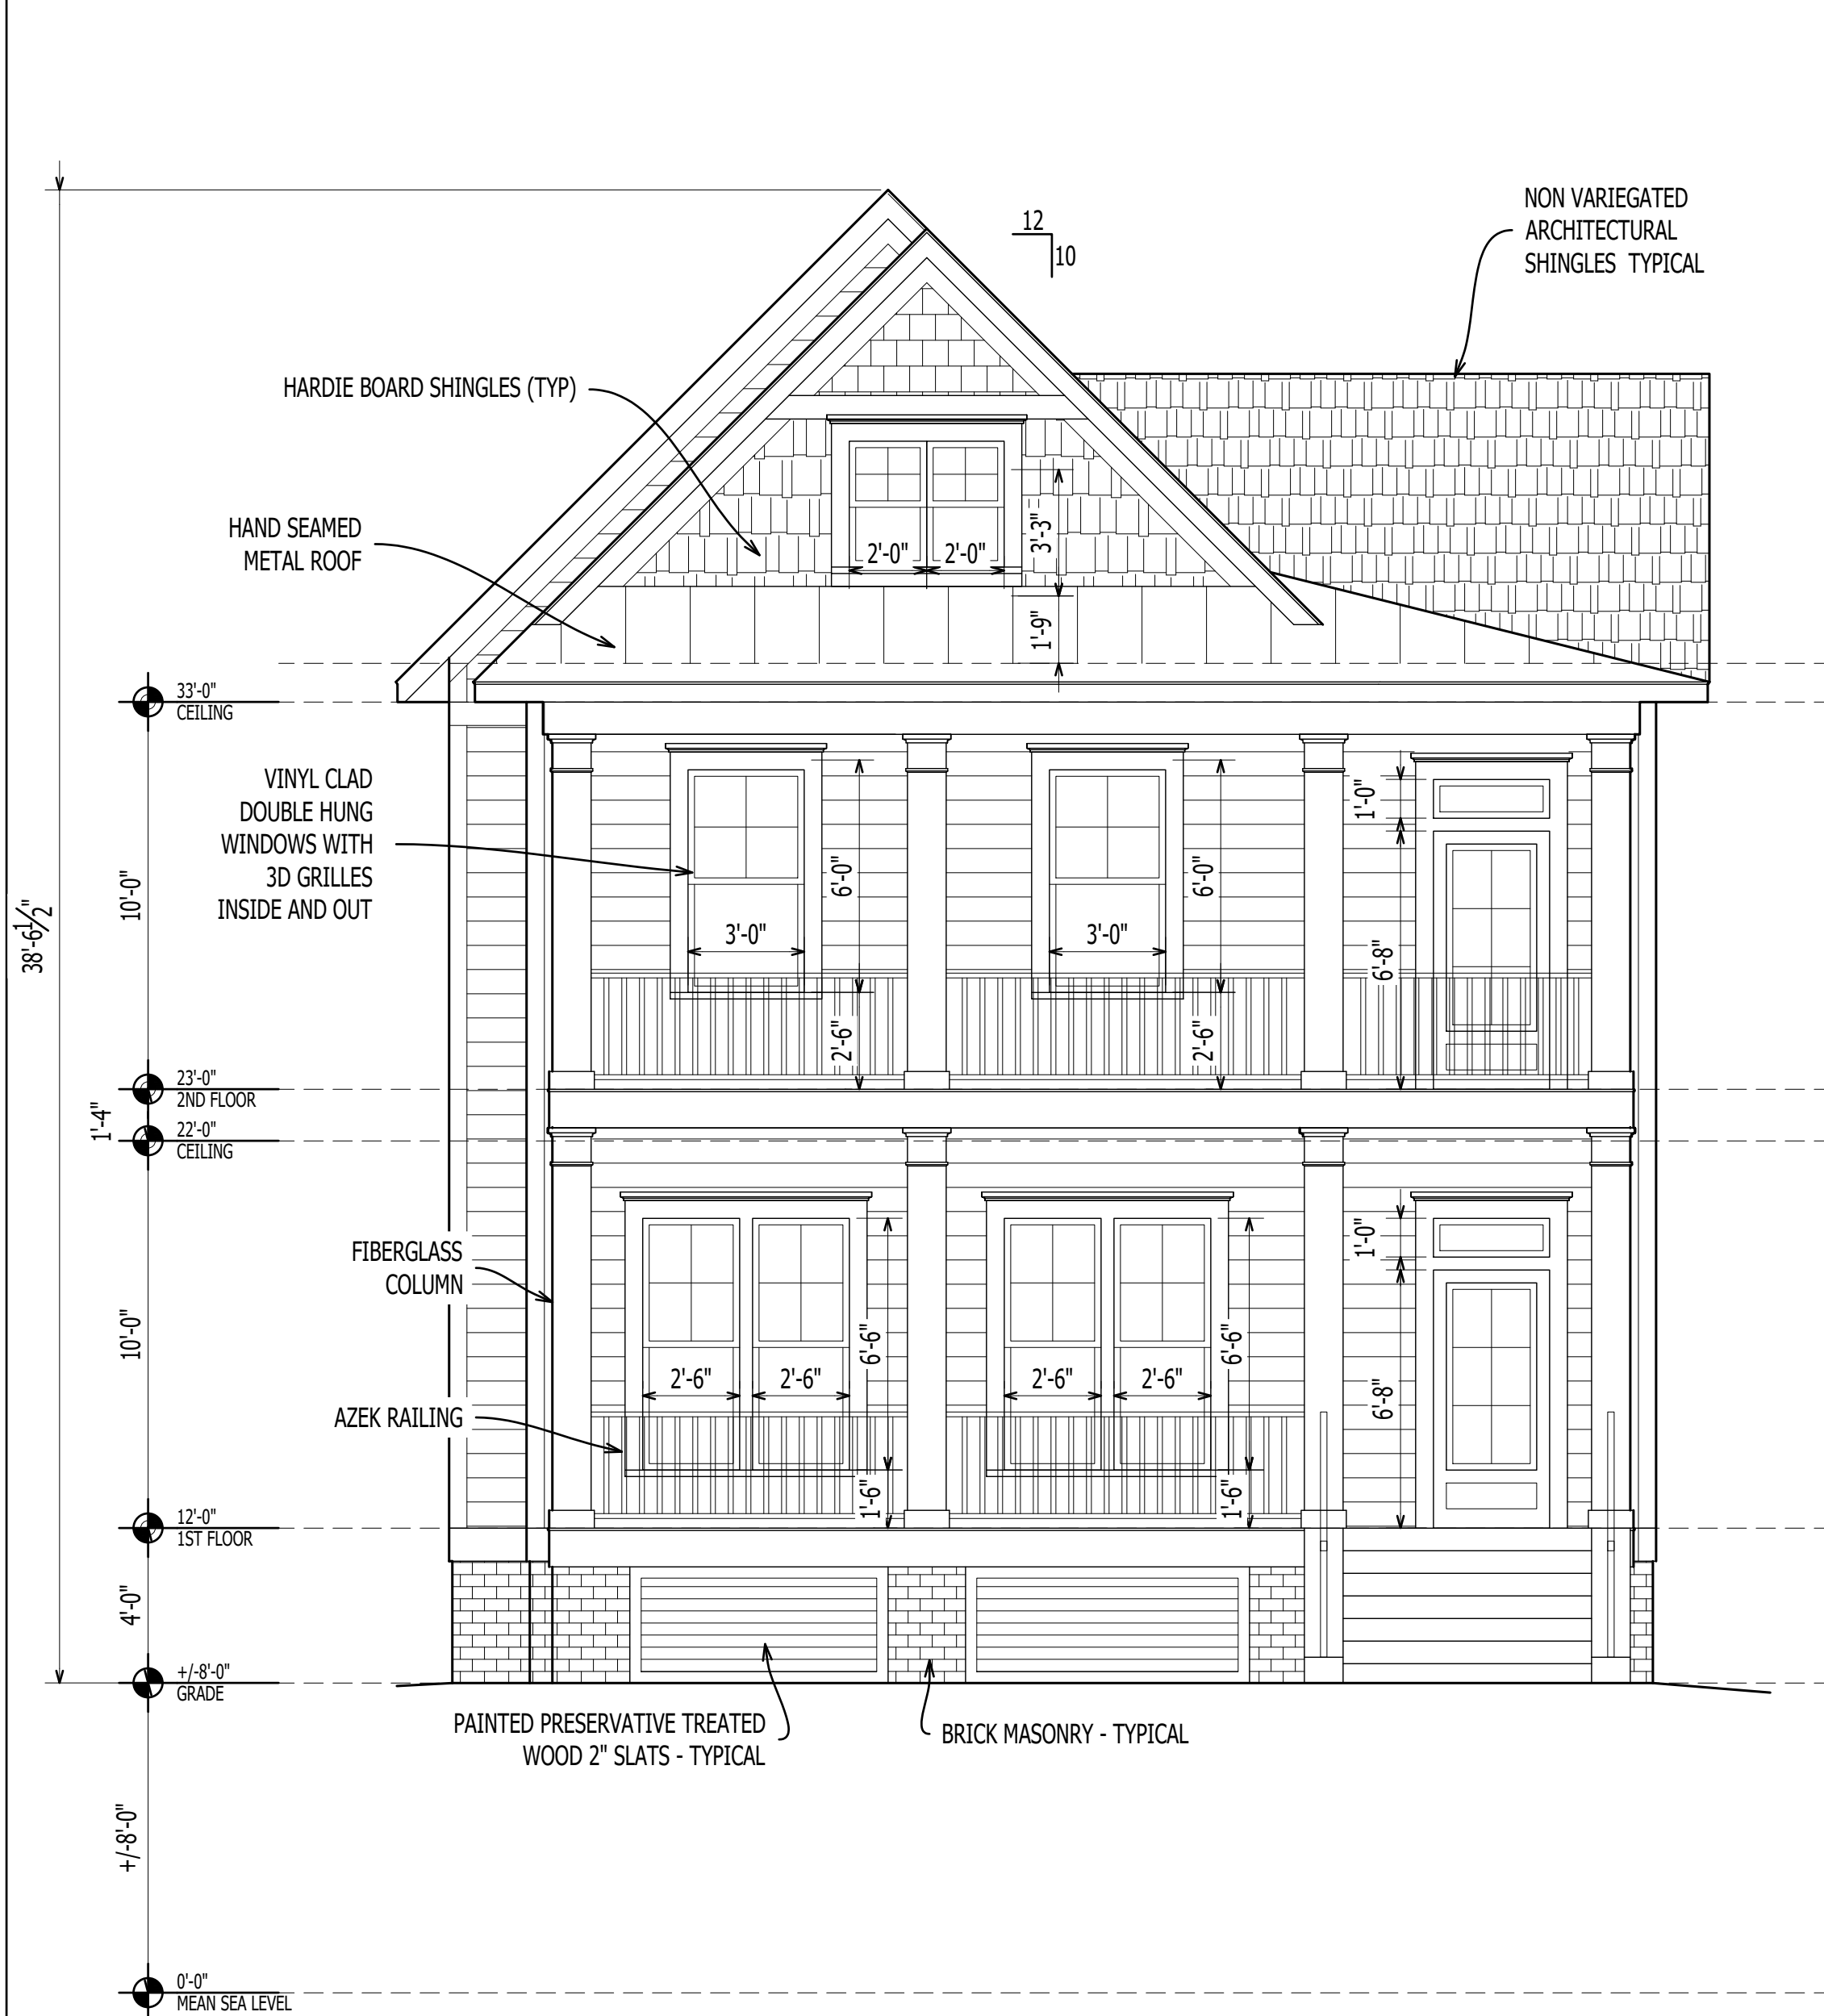 NON VARIEGATED
ARCHITECTURAL
SHINGLES TYPICAL
12
10
HARDIE BOARD SHINGLES (TYP)
HAND SEAMED
METAL ROOF
2'-0" 2'-0"
3'-3"
1'-9"
33'-0"
CEILING
VINYL CLAD
DOUBLE HUNG
WINDOWS WITH
3D GRILLES
INSIDE AND OUT
38'-6 1/2"
10'-0"
6'-0"
6'-0"
1'-0"
3'-0"
3'-0"
6'-8"
2'-6"
2'-6"
23'-0"
2ND FLOOR
1'-4"
22'-0"
CEILING
FIBERGLASS
COLUMN
1'-0"
10'-0"
6'-6"
6'-6"
2'-6" 2'-6"
2'-6" 2'-6"
6'-8"
AZEK RAILING
1'-6"
1'-6"
12'-0"
1ST FLOOR
4'-0"
+/-8'-0"
GRADE
PAINTED PRESERVATIVE TREATED
WOOD 2" SLATS - TYPICAL
BRICK MASONRY - TYPICAL
+/-8'-0"
0'-0"
MEAN SEA LEVEL